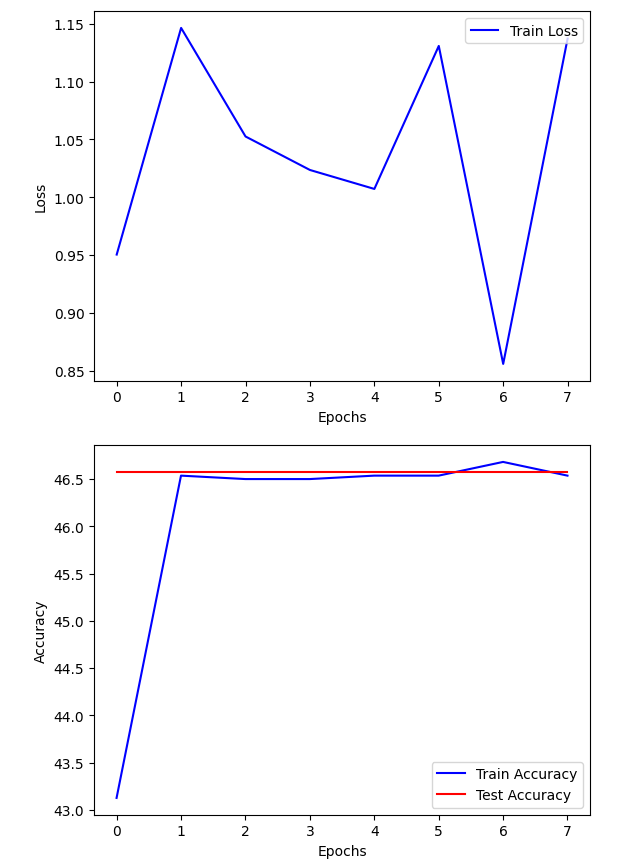 1.15
1.10
1.05
1.00
0.95
0.90
0.85
Loss
Train Loss
0 1 2 3 4 5 6 7
Epochs
46.5
46.0
45.5
45.0
44.5
44.0
43.5
43.0
Accuracy
Train Accuracy
Test Accuracy
0 1 2 3 4 5 6 7
Epochs